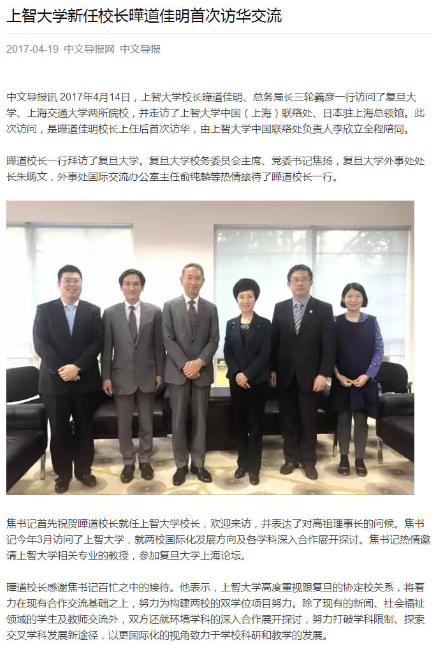 上智大学新任校长曄道佳明首次访华交流
2017-04-19 中文导报网 中文导报
中文导报讯 2017年4月14日，上智大学校长曄道佳明、总务局长三轮義彦一行访问了复旦大
学、上海交通大学两所院校，并走访了上智大学中国（上海）联络处、日本驻上海总领馆。此
次访问，是曄道佳明校长上任后首次访华，由上智大学中国联络处负责人李欣立全程陪同。
曄道校长一行拜访了复旦大学。复旦大学校务委员会主席、党委书记焦扬，复旦大学外事处处
长朱畴文，外事处国际交流办公室主任俞纯麟等热情接待了曄道校长一行。
焦书记首先祝贺曄道校长就任上智大学校长，欢迎来访，并表达了对高祖理事长的问候。焦书
记今年3月访问了上智大学，就两校国际化发展方向及各学科深入合作展开探讨。焦书记热情邀
请上智大学相关专业的教授，参加复旦大学上海论坛。
曄道校长感谢焦书记百忙之中的接待。他表示，上智大学高度重视跟复旦的协定校关系，将着
力在现有合作交流基础之上，努力为构建两校的双学位项目努力。除了现有的新闻、社会福祉
领域的学生及教师交流外，双方还就环境学科的深入合作展开探讨，努力打破学科限制、探索
交叉学科发展新途径，以更国际化的视角致力于学校科研和教学的发展。